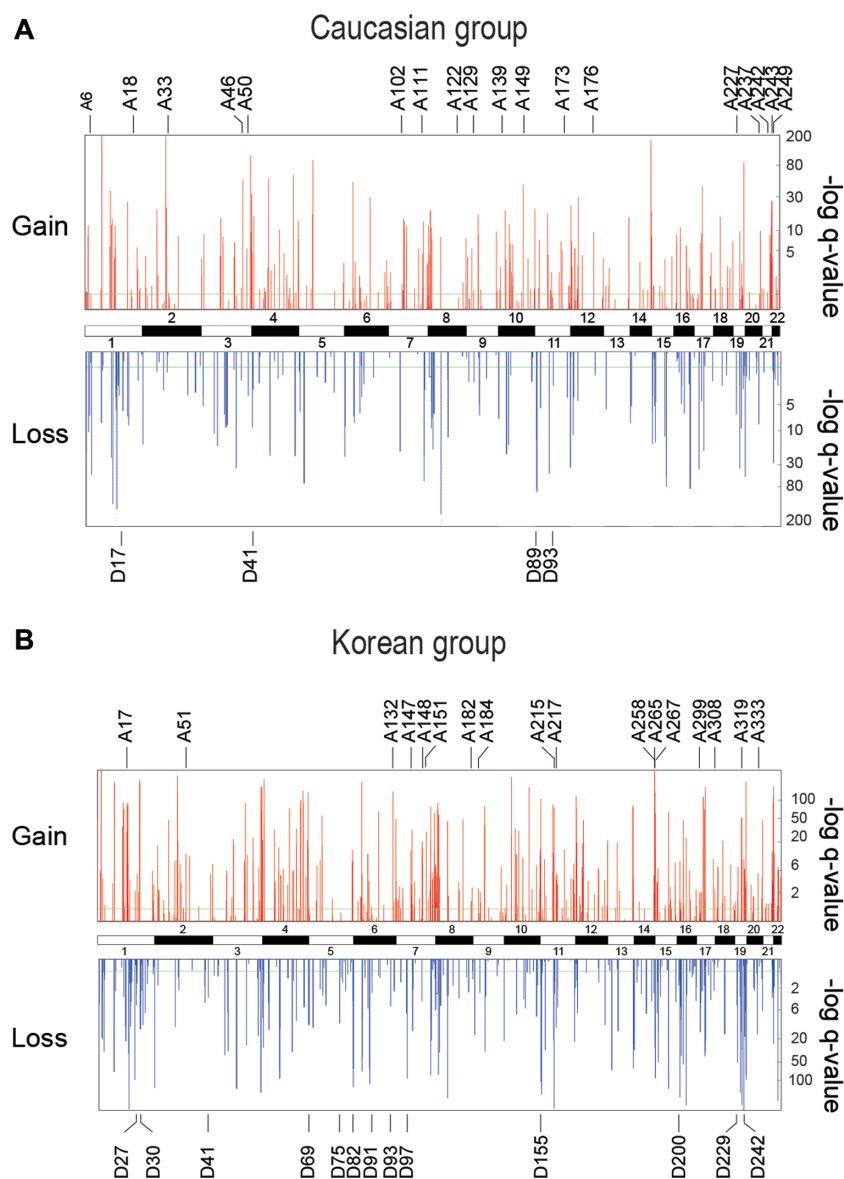 A
Caucasian group
A6 A18 A33 A46 A50 A102 A111 A122 A129 A139 A149 A173 A176 A227 A237 A242 A243 A249
200
80
30
10
5
-log q-value
Gain
2 4 6 8 10 12 14 16 18 20 22
1 3 5 7 9 11 13 15 17 19 21
Loss
5
10
30
80
200
-log q-value
D17 D41 D89 D93
B
Korean group
A17 A51 A132 A147 A148 A151 A182 A184 A215 A217 A258 A265 A267 A299 A308 A319 A333
100
50
20
6
2
-log q-value
Gain
2 4 6 8 10 12 14 16 18 20 22
1 3 5 7 9 11 13 15 17 19 21
Loss
2
6
20
50
100
-log q-value
D27 D30 D41 D69 D75 D82 D91 D93 D97 D155 D200 D229 D242